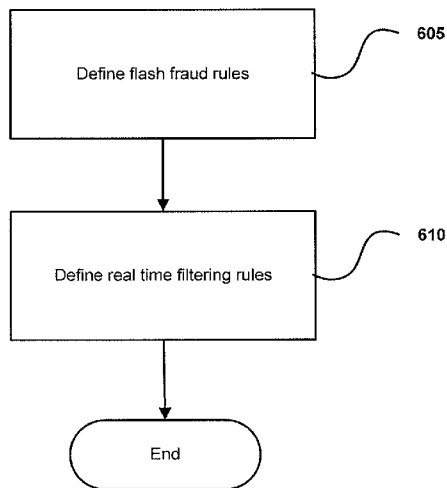 605
Define flash fraud rules
610
Define real time filtering rules
End